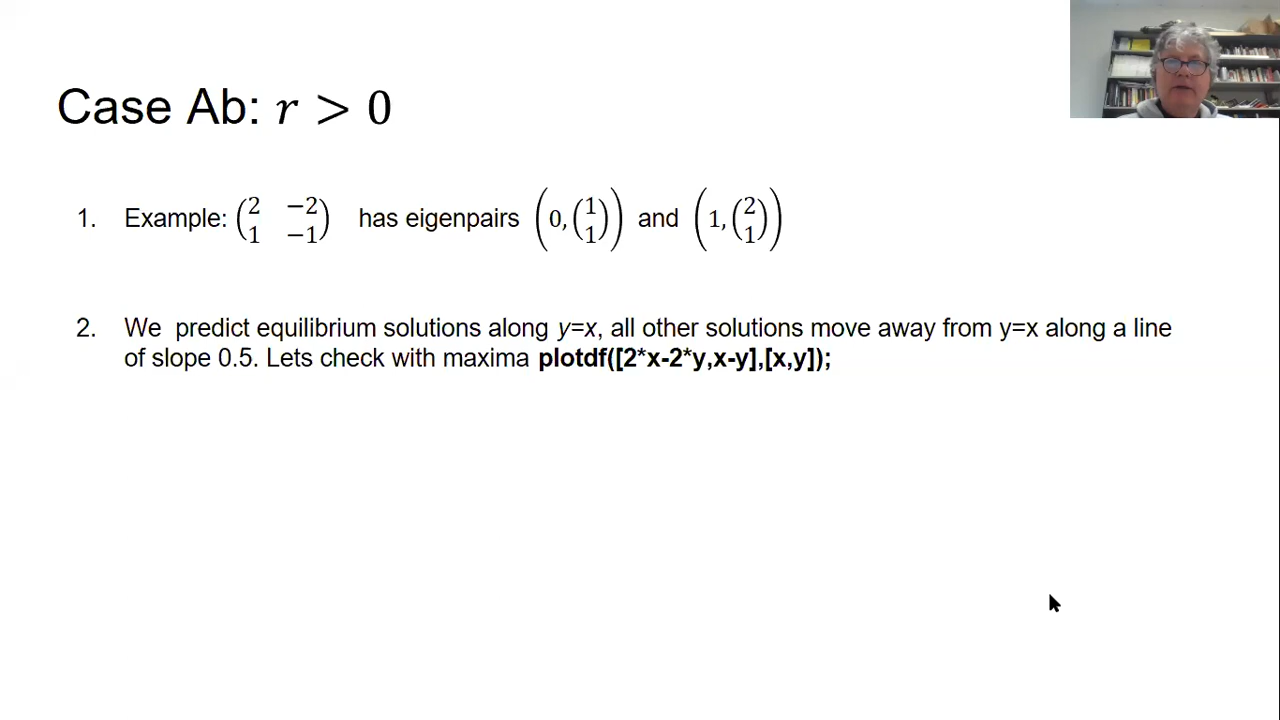 Case Ab: r > 0
1. Example: (2 −2; 1 −1) has eigenpairs (0, (1; 1)) and (1, (2; 1))
2. We predict equilibrium solutions along y=x, all other solutions move away from y=x along a line
of slope 0.5. Lets check with maxima plotdf([2*x-2*y,x-y],[x,y]);